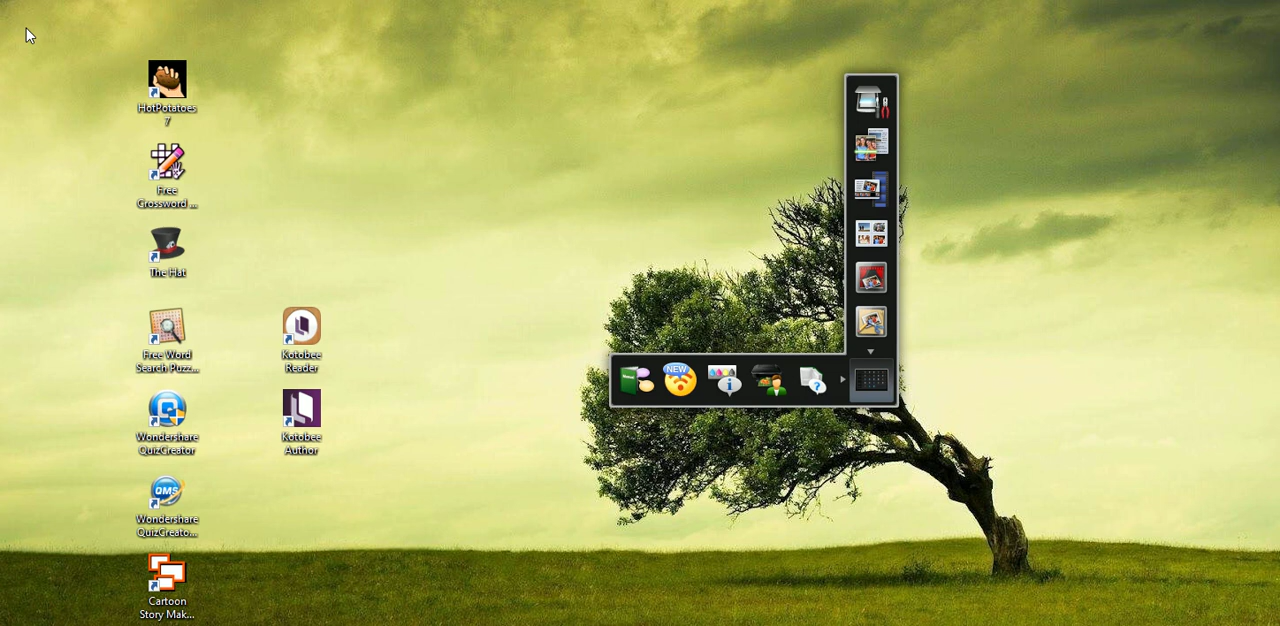 HotPotatoes
7
Free
Crossword ...
The Hat
Free Word
Search Puzz...
Kotobee
Reader
Wondershare
QuizCreator
Kotobee
Author
QMS
Wondershare
QuizCreato...
Cartoon
Story Mak...
NEW